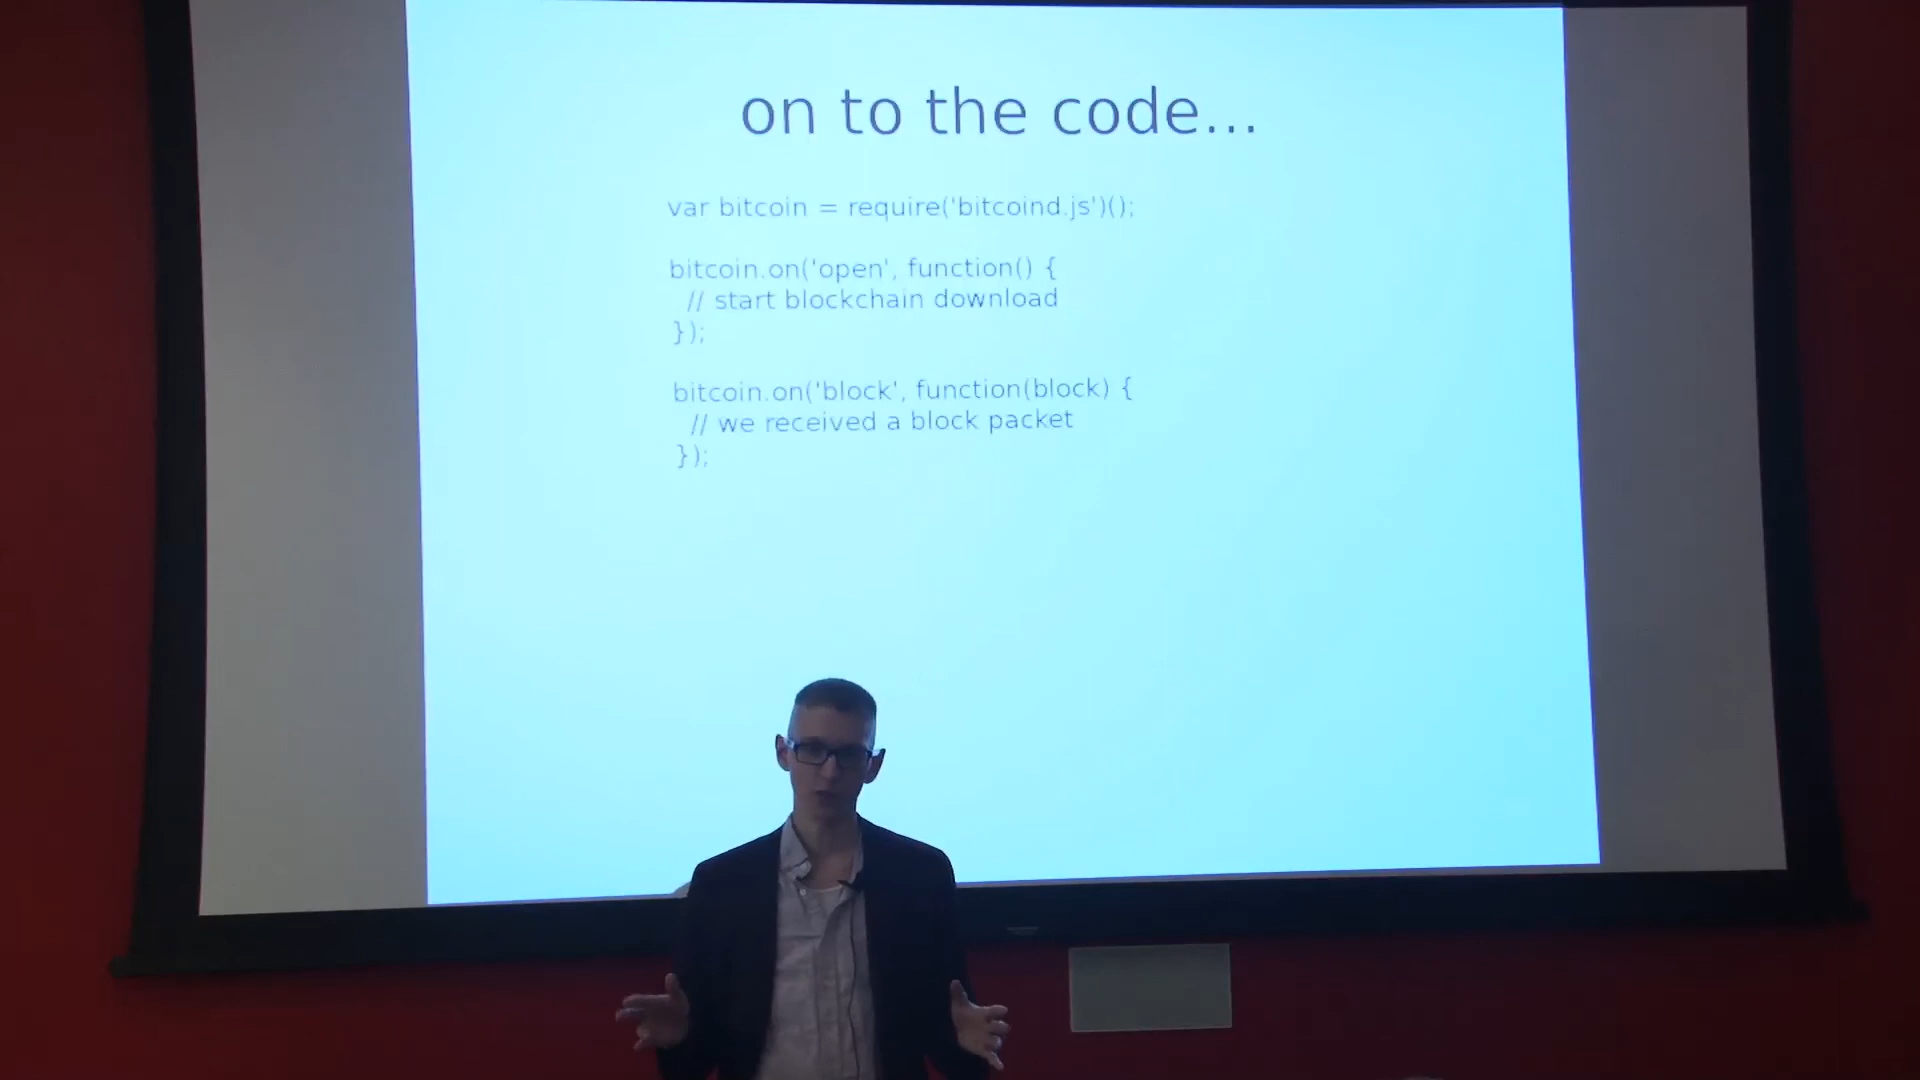 on to the code...
var bitcoin = require('bitcoind.js')();
bitcoin.on('open', function() {
// start blockchain download
});
bitcoin.on('block', function(block) {
// we received a block packet
});